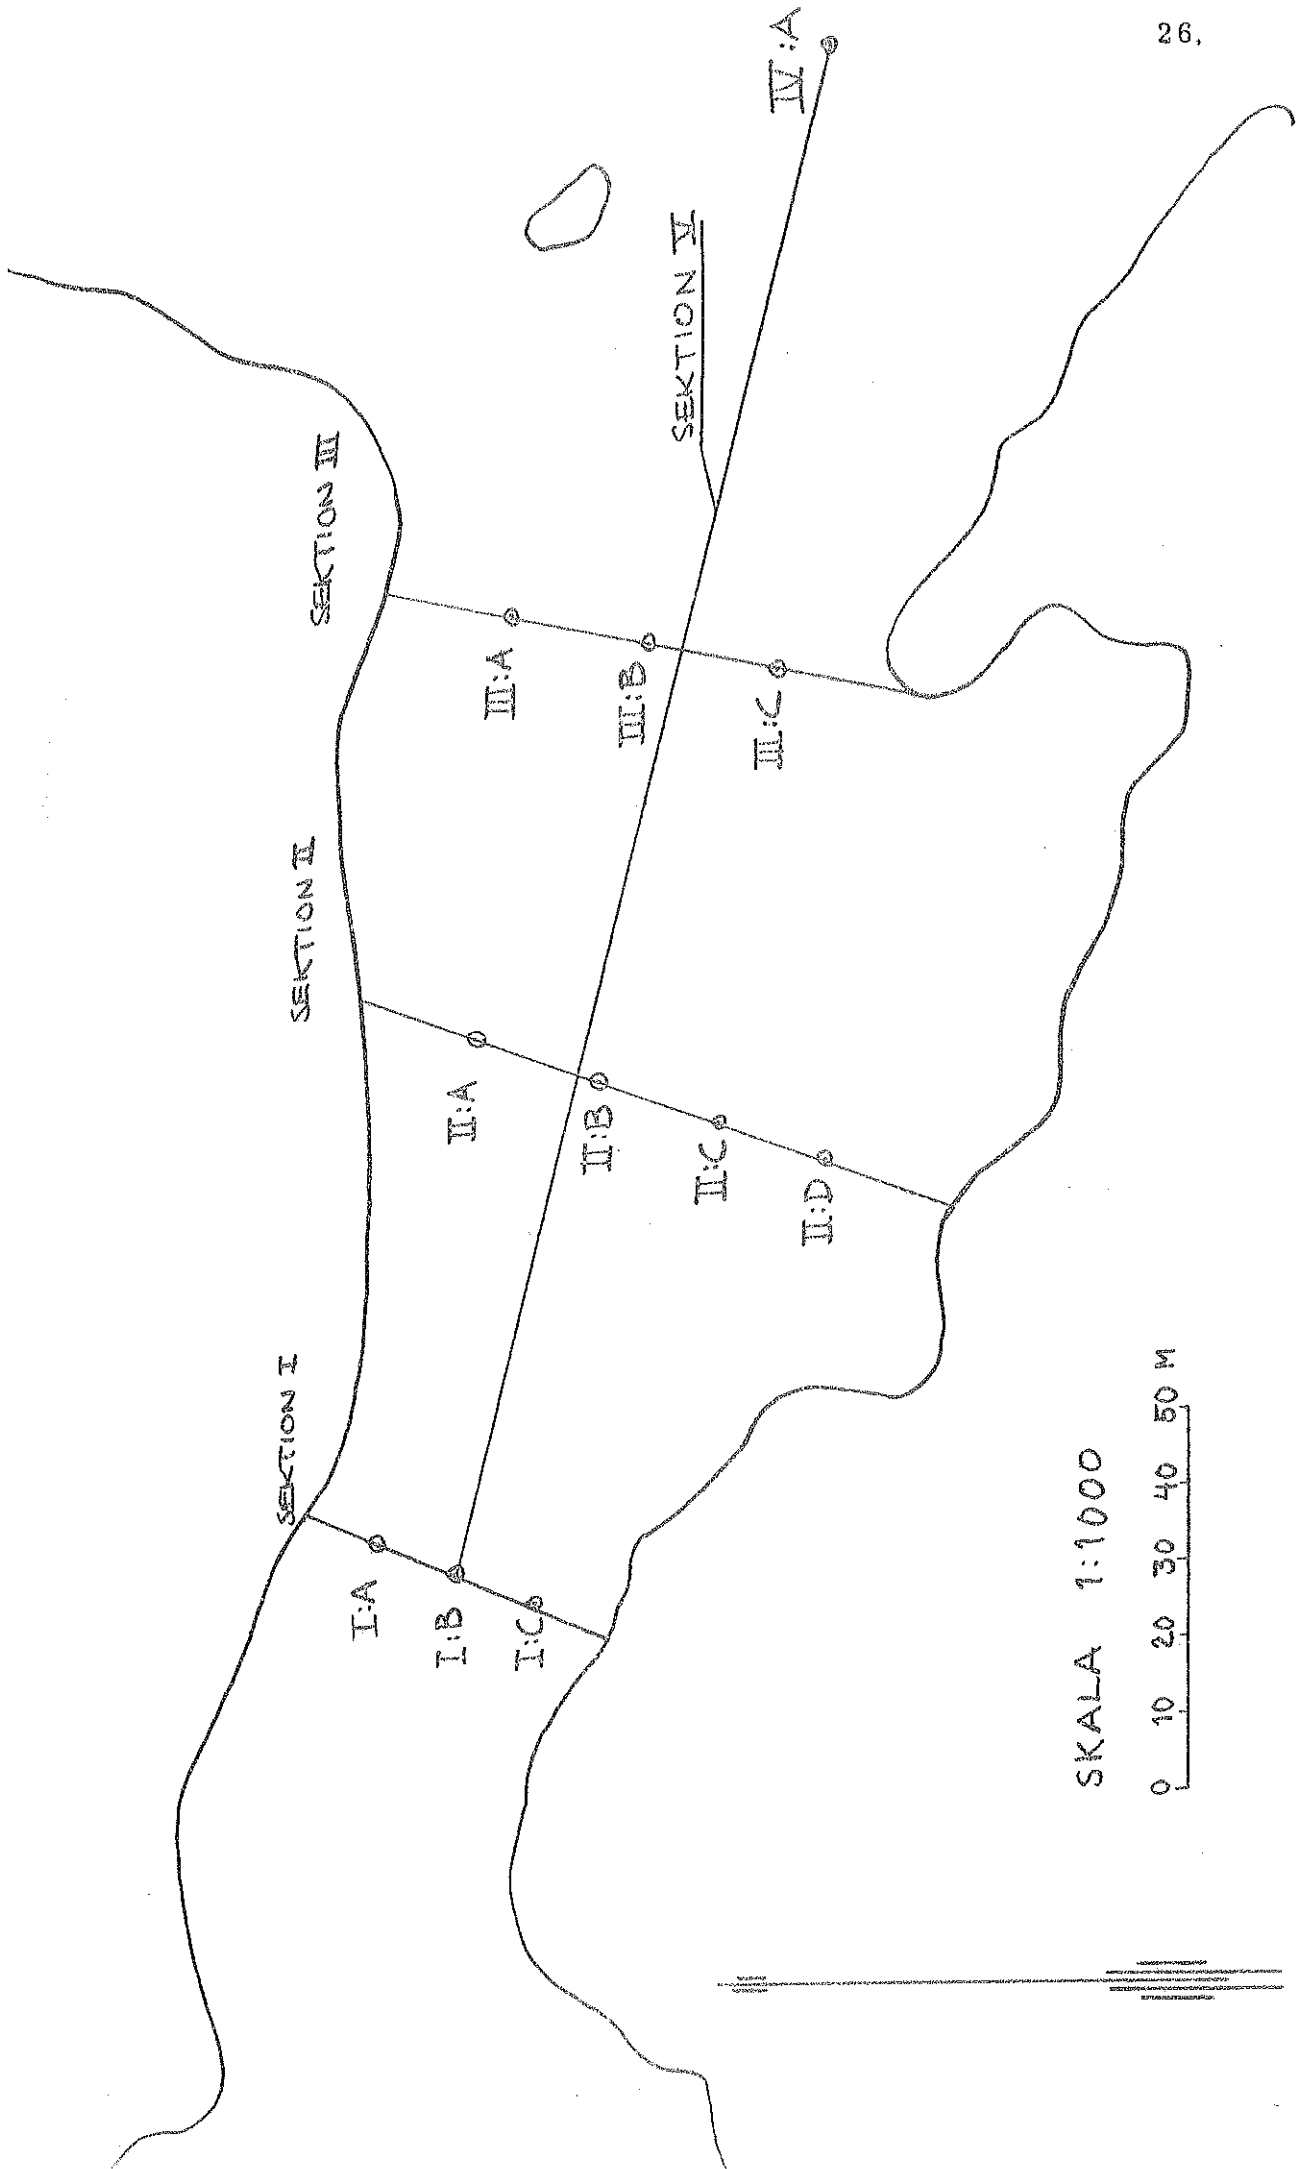 26.
SEKTION I
SEKTION II
SEKTION III
SEKTION V
I:A
I:B
I:C
II:A
II:B
II:C
II:D
III:A
III:B
III:C
IV:A
SKALA 1:1000
0 10 20 30 40 50 M